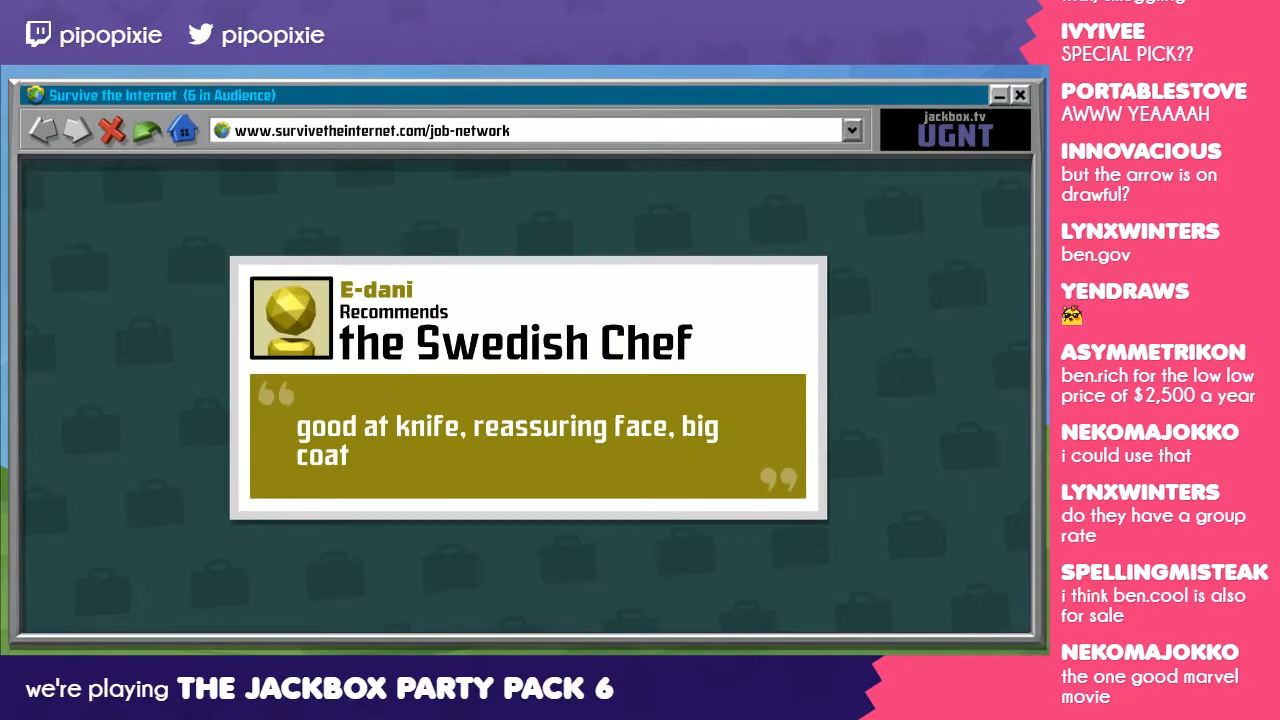 pipopixie pipopixie
Survive the Internet (6 in Audience)
www.survivetheinternet.com/job-network
jackbox.tv
UGNT
E-dani
Recommends
the Swedish Chef
“
good at knife, reassuring face, big
coat
”
we're playing THE JACKBOX PARTY PACK 6
IVYIVEE
SPECIAL PICK??
PORTABLESTOVE
AWWW YEAAAAH
INNOVACIOUS
but the arrow is on
drawful?
LYNXWINTERS
ben.gov
YENDRAWS
ASYMMETRIKON
ben.rich for the low low
price of $2,500 a year
NEKOMAJOKKO
i could use that
LYNXWINTERS
do they have a group
rate
SPELLINGMISTEAK
i think ben.cool is also
for sale
NEKOMAJOKKO
the one good marvel
movie